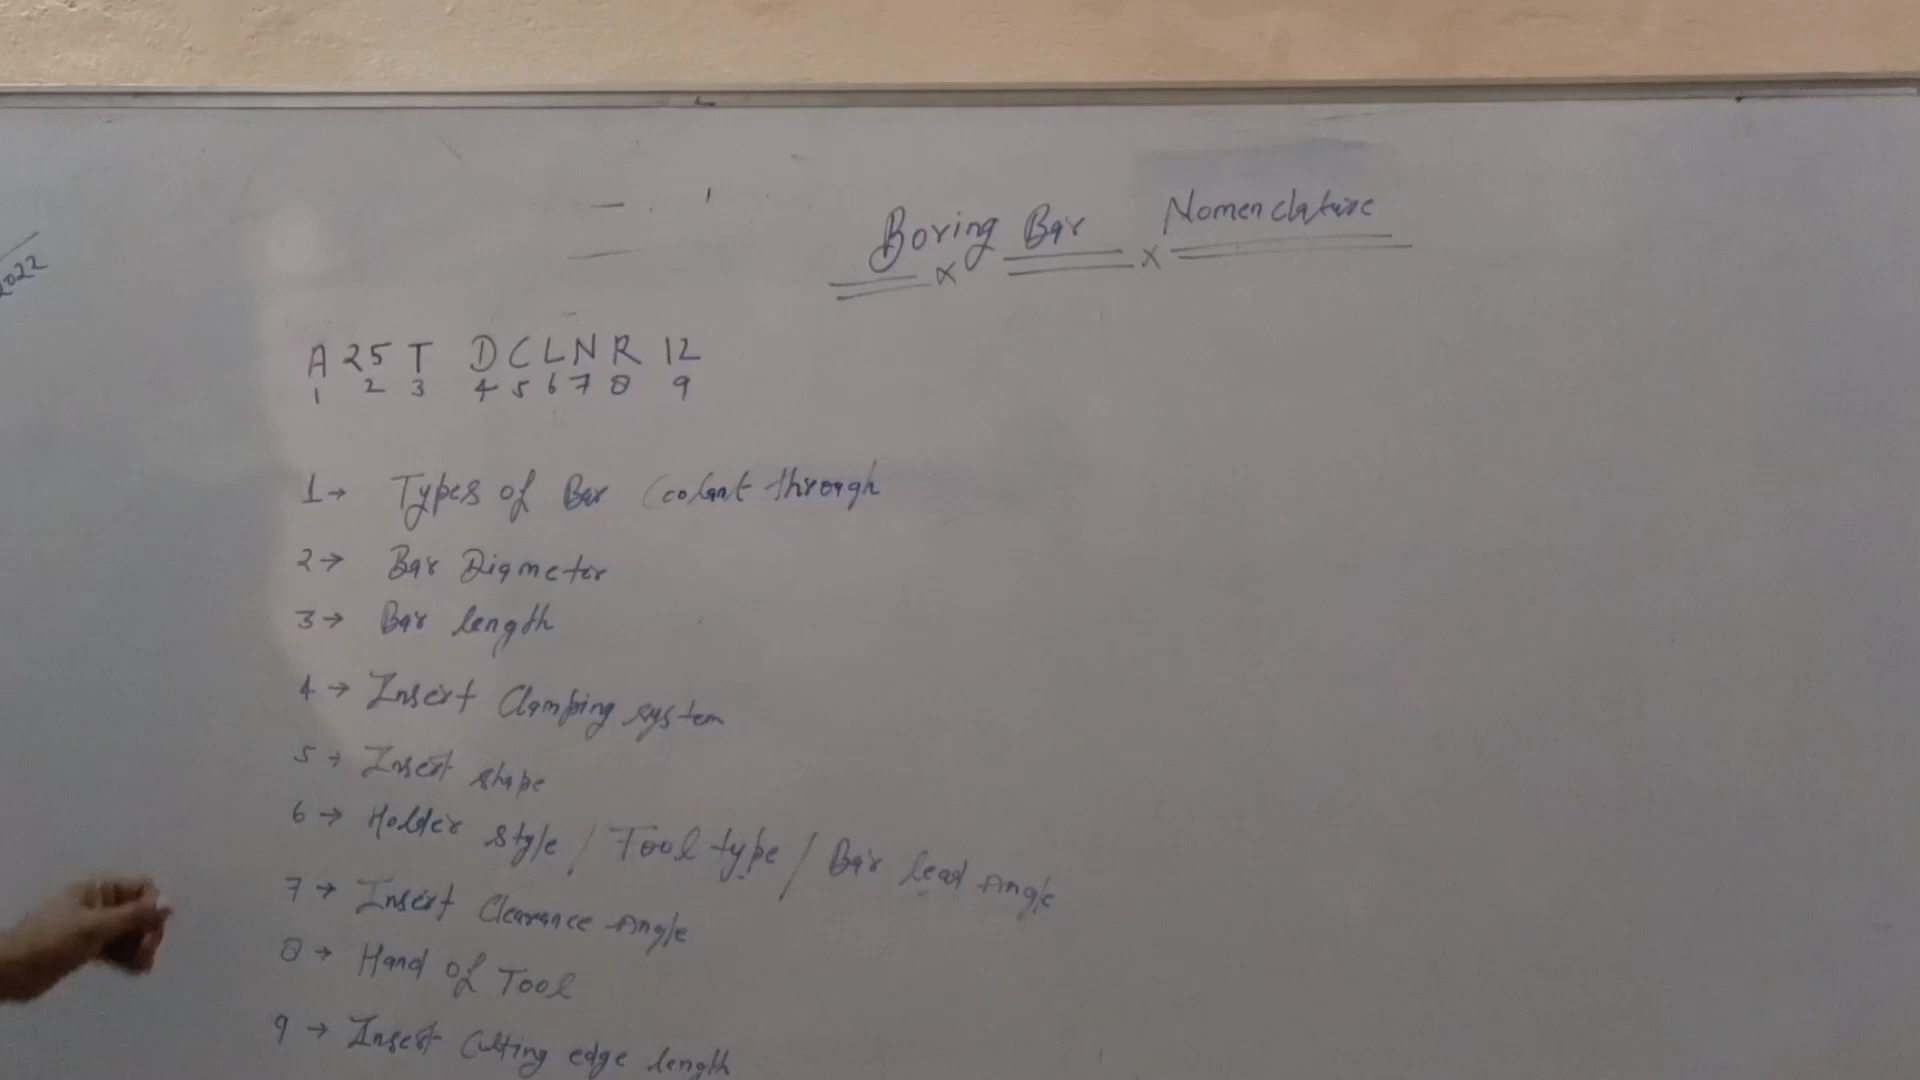 Boring Bar Nomenclature
x x
2022
A 25 T D C L N R 12
1 2 3 4 5 6 7 8 9
1→ Types of Bar (colant through
2→ Bar Diameter
3→ Bar length
4→ Insert Clamping system
5→ Insert shape
6→ Holder style / Tool type / Bar lead Angle
7→ Insert Clearance Angle
8→ Hand of Tool
9→ Insert Cutting edge length